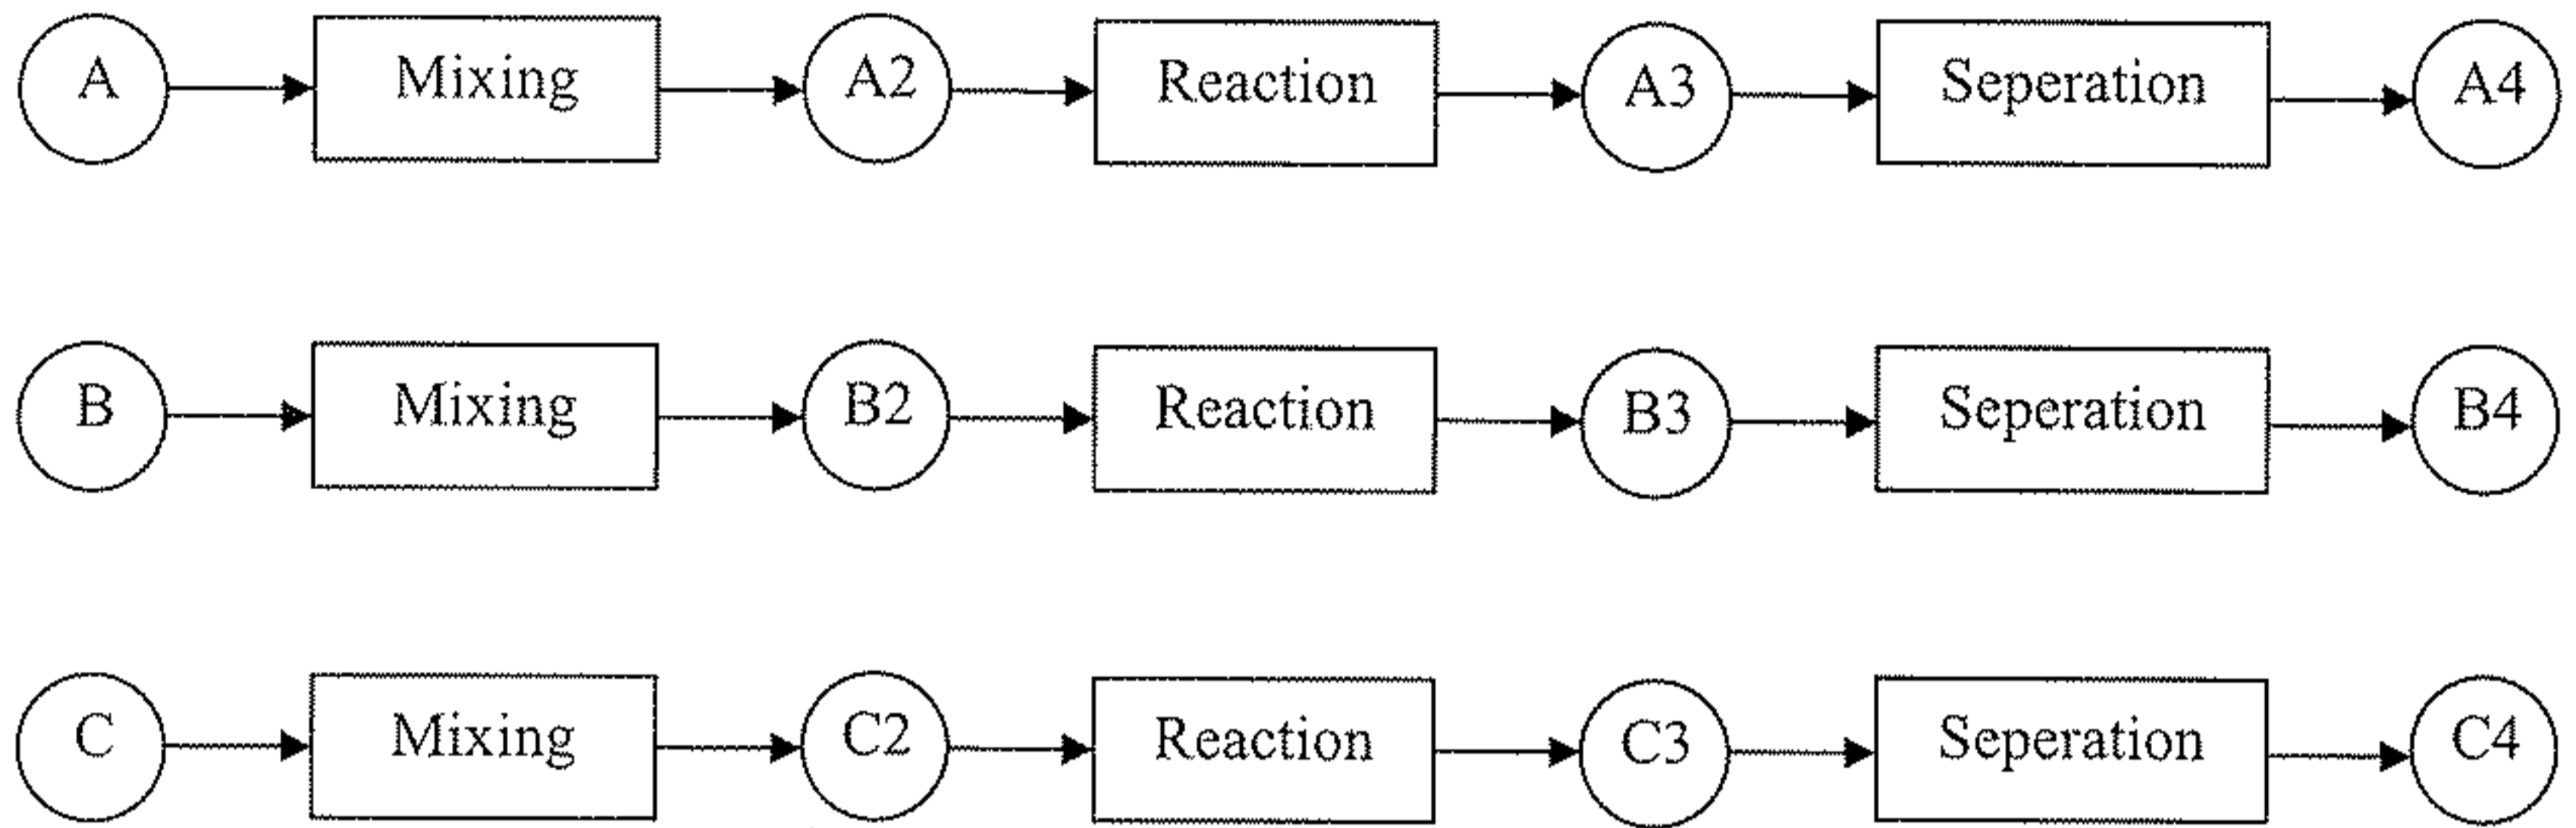 A Mixing A2 Reaction A3 Seperation A4
B Mixing B2 Reaction B3 Seperation B4
C Mixing C2 Reaction C3 Seperation C4